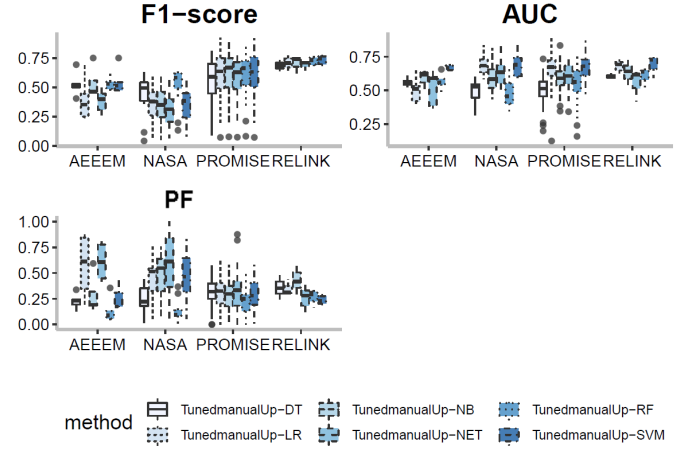 F1−score
AUC
0.75
0.50
0.25
0.00
AEEEM NASA PROMISE RELINK
0.75
0.50
0.25
AEEEM NASA PROMISE RELINK
PF
1.00
0.75
0.50
0.25
0.00
AEEEM NASA PROMISE RELINK
method
TunedmanualUp−DT TunedmanualUp−NB TunedmanualUp−RF
TunedmanualUp−LR TunedmanualUp−NET TunedmanualUp−SVM